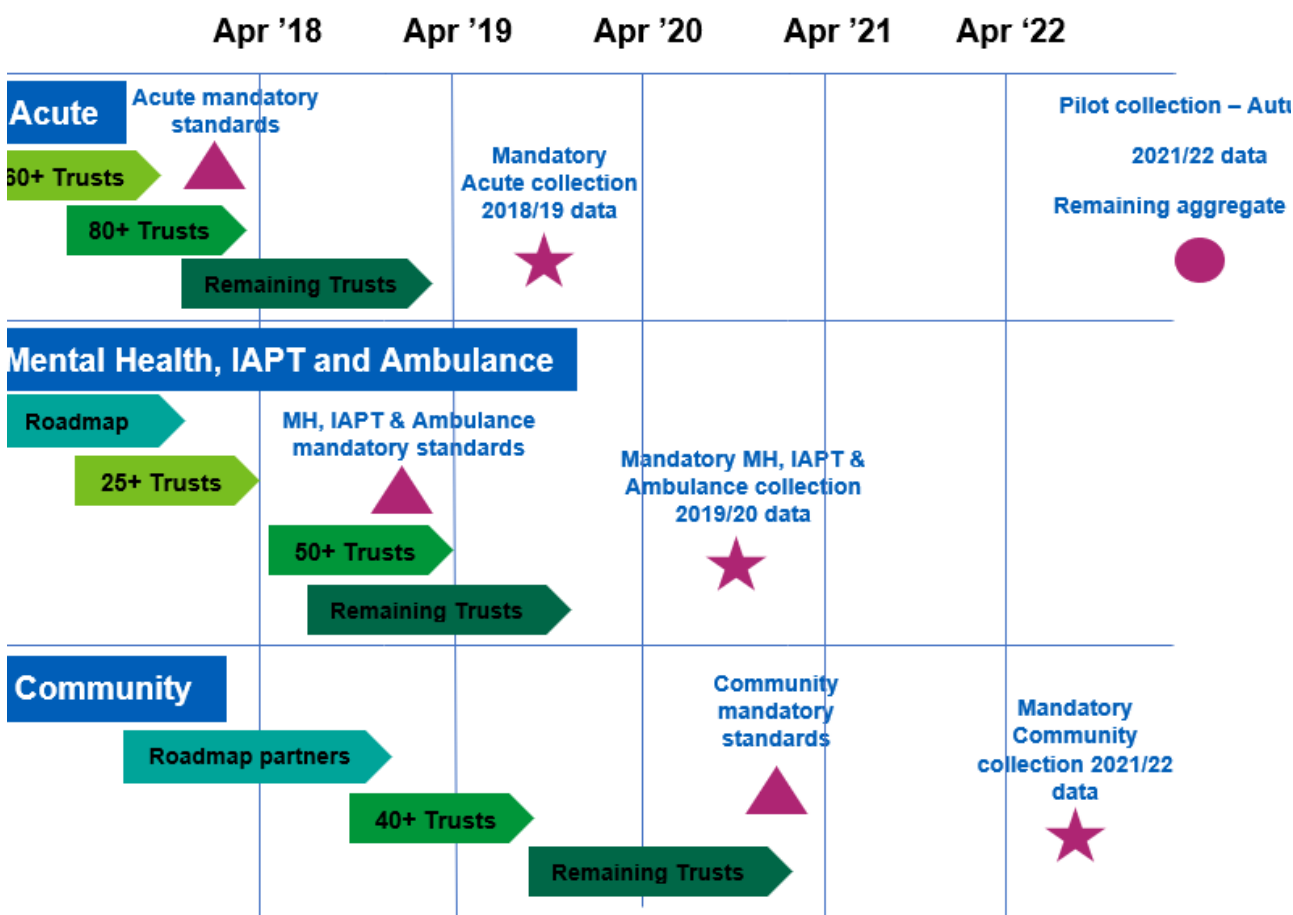 Apr ’18
Apr ’19
Apr ’20
Apr ’21
Apr ‘22
Acute
Acute mandatory
standards
60+ Trusts
80+ Trusts
Remaining Trusts
Mandatory
Acute collection
2018/19 data
Pilot collection – Autu
2021/22 data
Remaining aggregate
Mental Health, IAPT and Ambulance
Roadmap
25+ Trusts
MH, IAPT & Ambulance
mandatory standards
50+ Trusts
Remaining Trusts
Mandatory MH, IAPT &
Ambulance collection
2019/20 data
Community
Roadmap partners
40+ Trusts
Remaining Trusts
Community
mandatory
standards
Mandatory
Community
collection 2021/22
data